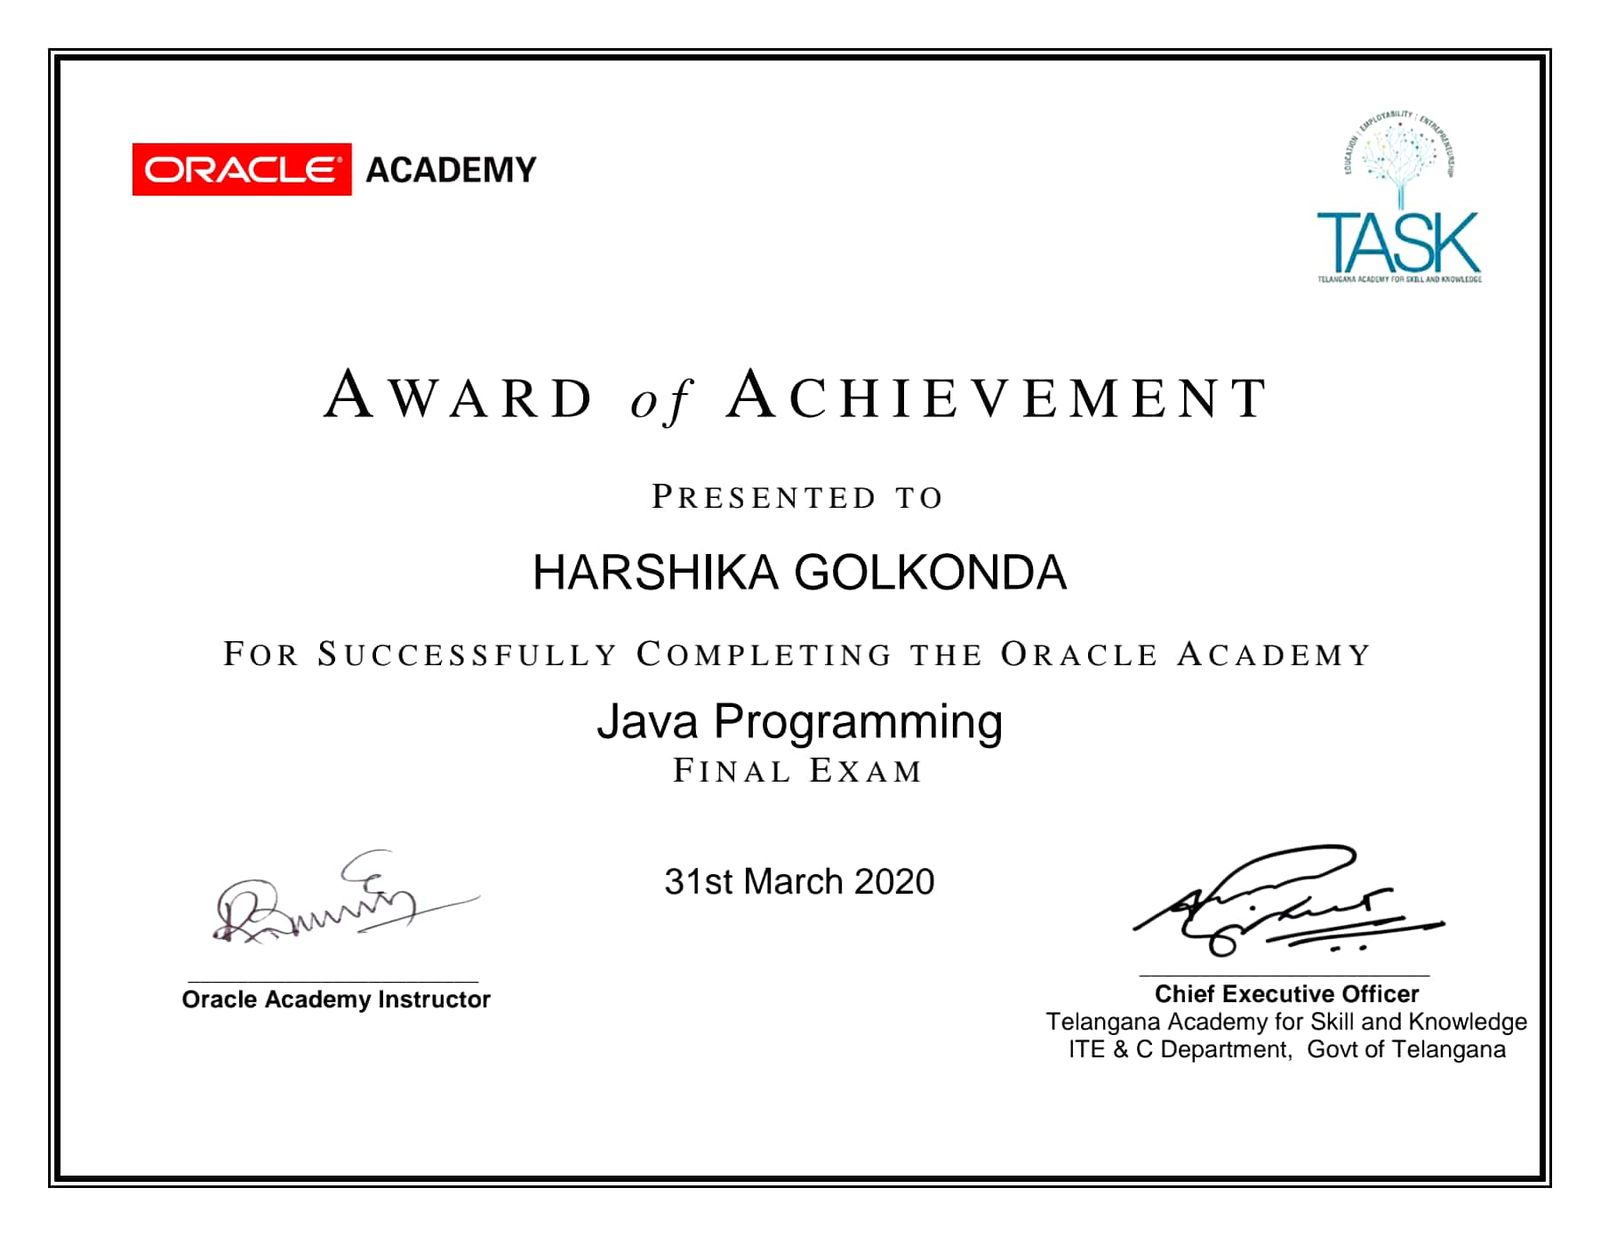 ORACLE® ACADEMY
EDUCATION | EMPLOYABILITY | ENTREPRENEURSHIP
TASK
TELANGANA ACADEMY FOR SKILL AND KNOWLEDGE
AWARD of ACHIEVEMENT
PRESENTED TO
HARSHIKA GOLKONDA
FOR SUCCESSFULLY COMPLETING THE ORACLE ACADEMY
Java Programming
FINAL EXAM
31st March 2020
Oracle Academy Instructor
Chief Executive Officer
Telangana Academy for Skill and Knowledge
ITE & C Department, Govt of Telangana